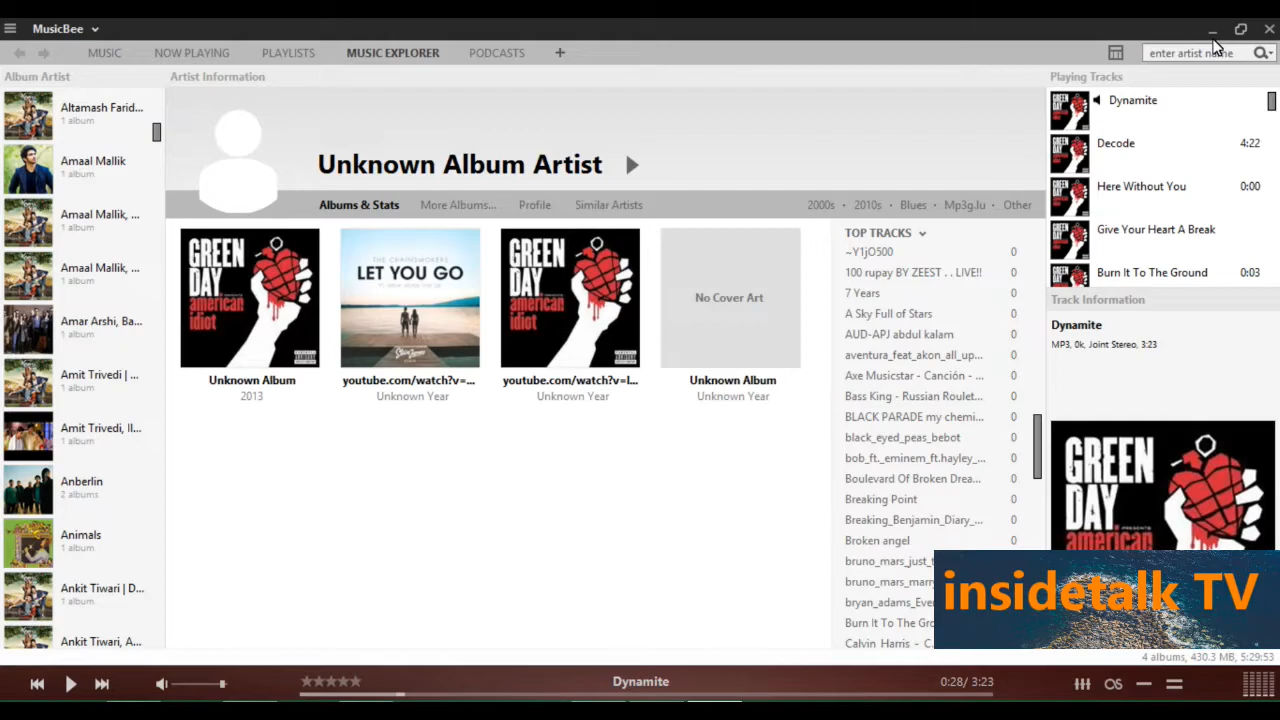 MusicBee
MUSIC
NOW PLAYING
PLAYLISTS
MUSIC EXPLORER
PODCASTS
+
enter artist name
Album Artist
Artist Information
Playing Tracks
Altamash Farid...
1 album
Amaal Mallik
1 album
Amaal Mallik, ...
1 album
Amaal Mallik, ...
1 album
Amar Arshi, Ba...
1 album
Amit Trivedi | ...
1 album
Amit Trivedi, Il...
1 album
Anberlin
2 albums
Animals
1 album
Ankit Tiwari | D...
1 album
Ankit Tiwari, A...
Unknown Album Artist
Albums & Stats
More Albums...
Profile
Similar Artists
2000s
2010s
Blues
Mp3g.lu
Other
GREEN DAY
american idiot
Unknown Album
2013
THE CHAINSMOKERS
LET YOU GO
youtube.com/watch?v=...
Unknown Year
GREEN DAY
american idiot
youtube.com/watch?v=l...
Unknown Year
No Cover Art
Unknown Album
Unknown Year
TOP TRACKS
~Y1jO500 0
100 rupay BY ZEEST . . LIVE!! 0
7 Years 0
A Sky Full of Stars 0
AUD-APJ abdul kalam 0
aventura_feat_akon_all_up... 0
Axe Musicstar - Canción - ... 0
Bass King - Russian Roulet... 0
BLACK PARADE my chemi... 0
black_eyed_peas_bebot 0
bob_ft._eminem_ft.hayley_... 0
Boulevard Of Broken Drea... 0
Breaking Point 0
Breaking_Benjamin_Diary_... 0
Broken angel 0
bruno_mars_just_t
bruno_mars_marr
bryan_adams_Eve
Burn It To The Gro
Calvin Harris - C...
Dynamite
Decode 4:22
Here Without You 0:00
Give Your Heart A Break
Burn It To The Ground 0:03
Track Information
Dynamite
MP3, 0k, Joint Stereo, 3:23
GREEN DAY
PRESENTS
american
insidetalk TV
4 albums, 430.3 MB, 5:29:53
Dynamite
0:28/ 3:23